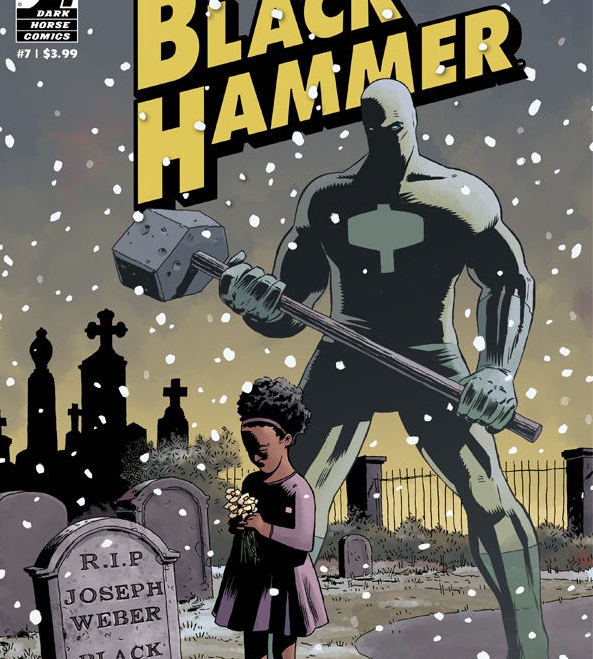 DARK
HORSE
COMICS
#7 | $3.99
BLACK
HAMMER
R.I.P
JOSEPH
WEBER
BLACK